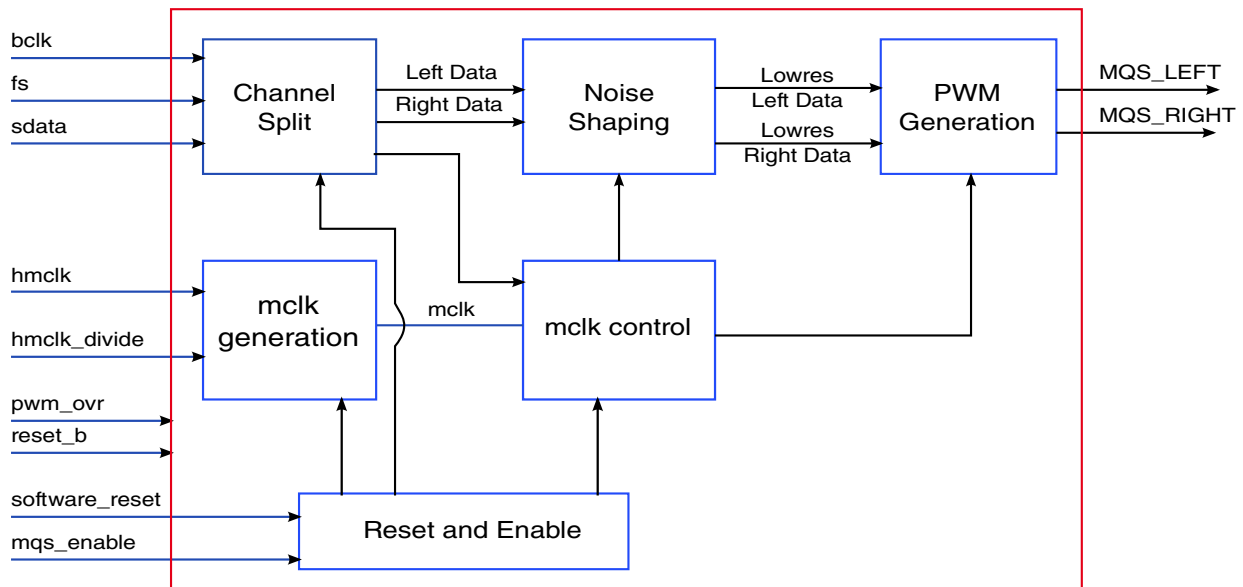 bclk
fs
sdata
Channel
Split
Left Data
Right Data
Noise
Shaping
Lowres
Left Data
Lowres
Right Data
PWM
Generation
MQS_LEFT
MQS_RIGHT
hmclk
hmclk_divide
mclk
generation
mclk
mclk control
pwm_ovr
reset_b
software_reset
mqs_enable
Reset and Enable